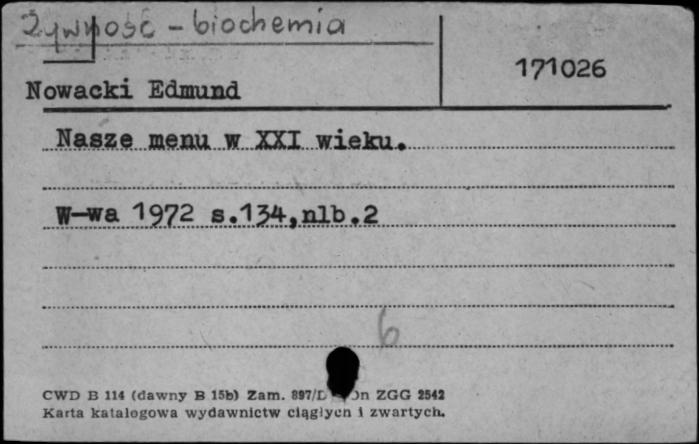 Żywność - biochemia
171026
Nowacki Edmund
Nasze menu w XXI wieku.
W-wa 1972 s.134,nlb.2
6
CWD B 114 (dawny B 15b) Zam. 897/D On ZGG 2542
Karta katalogowa wydawnictw ciągłych i zwartych.